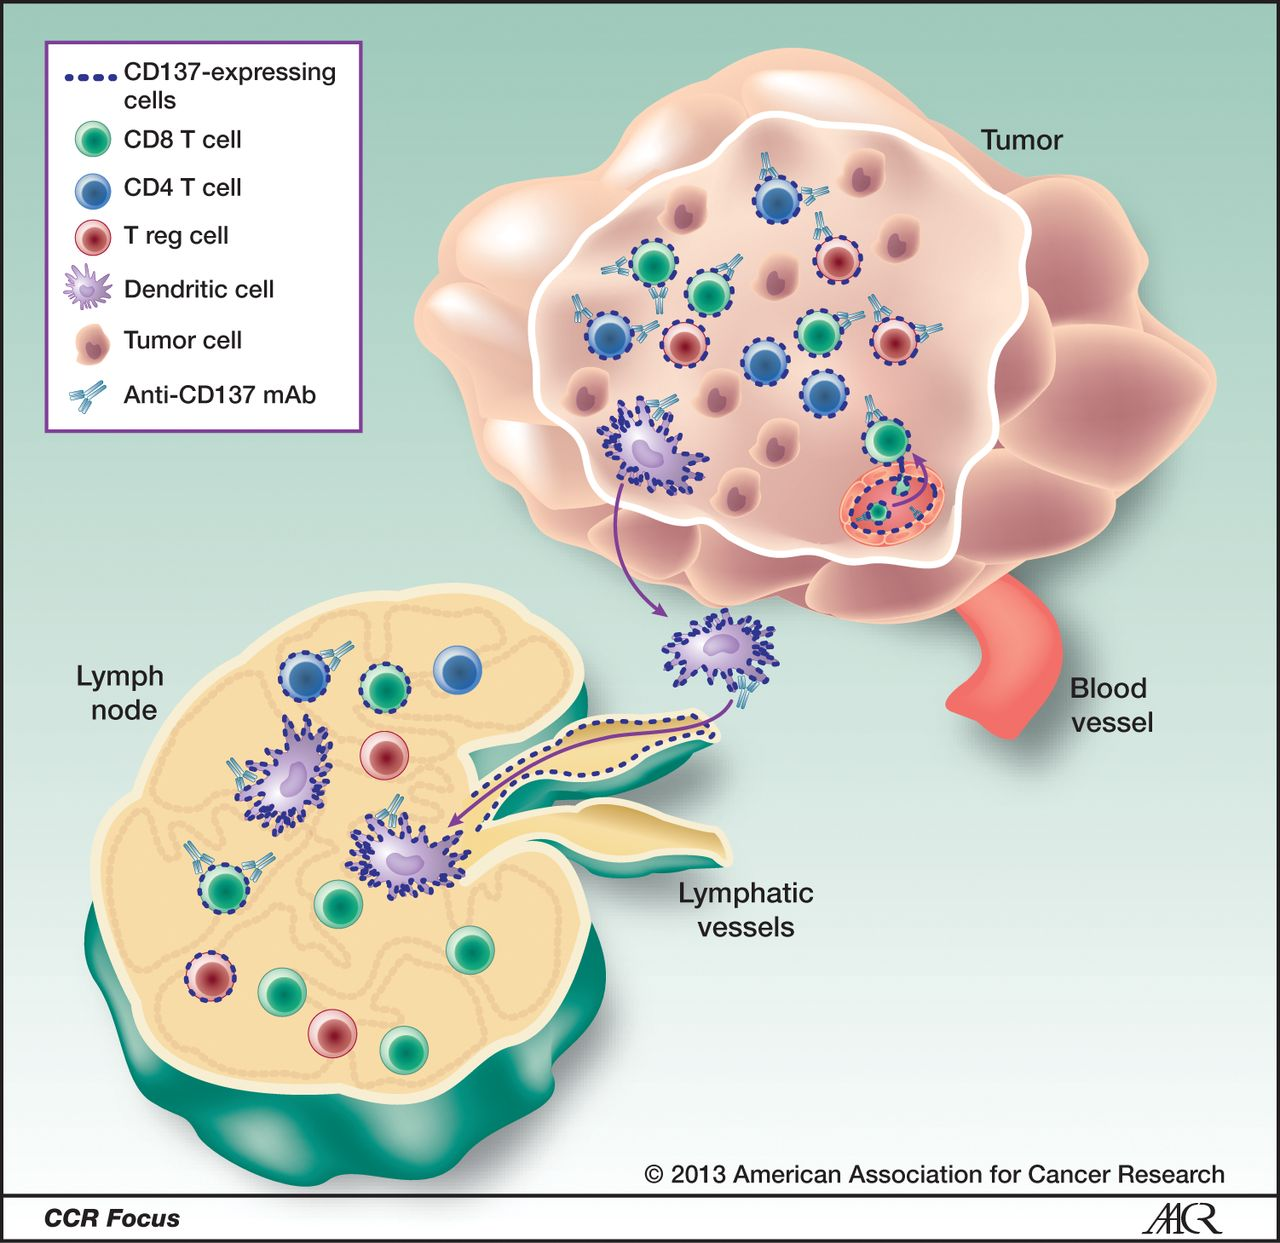 CD137-expressing
cells
CD8 T cell
CD4 T cell
T reg cell
Dendritic cell
Tumor cell
Anti-CD137 mAb
Tumor
Lymph
node
Blood
vessel
Lymphatic
vessels
© 2013 American Association for Cancer Research
CCR Focus
AACR